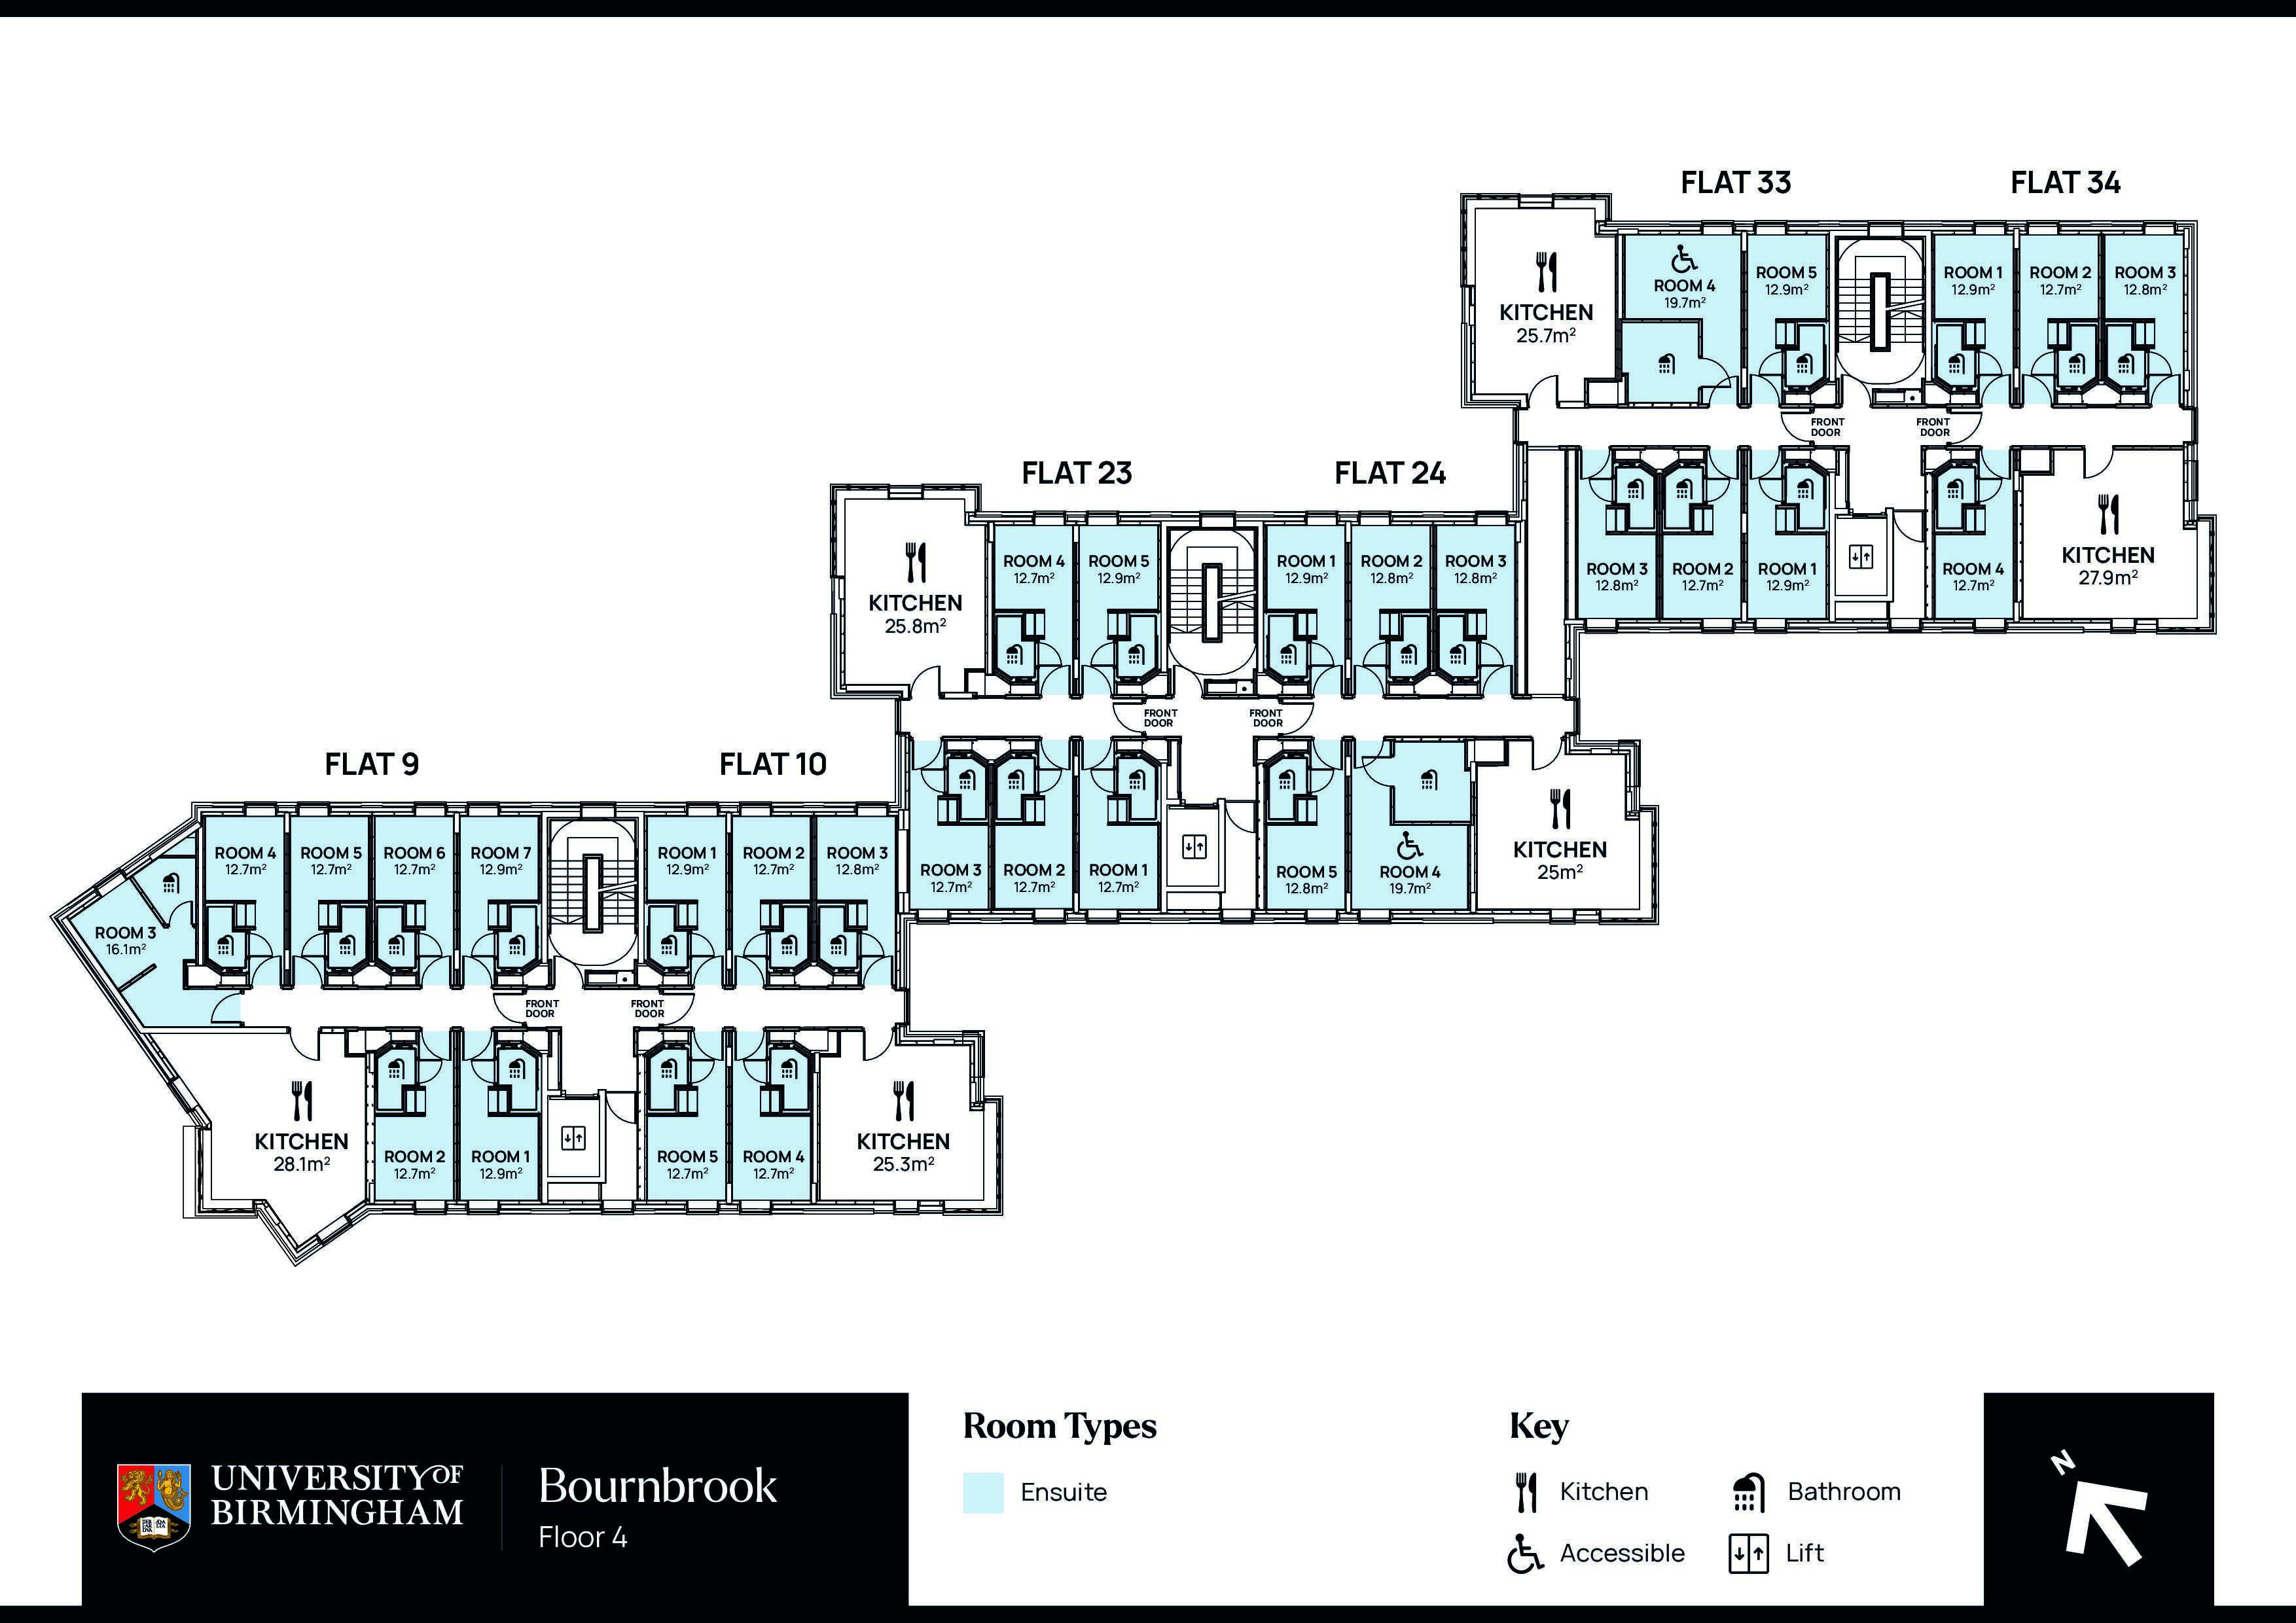 FLAT 33
FLAT 34
KITCHEN
25.7m²
ROOM 4
19.7m²
ROOM 5
12.9m²
ROOM 1
12.9m²
ROOM 2
12.7m²
ROOM 3
12.8m²
FRONT
DOOR
FRONT
DOOR
ROOM 3
12.8m²
ROOM 2
12.7m²
ROOM 1
12.9m²
ROOM 4
12.7m²
KITCHEN
27.9m²
FLAT 23
FLAT 24
KITCHEN
25.8m²
ROOM 4
12.7m²
ROOM 5
12.9m²
ROOM 1
12.9m²
ROOM 2
12.8m²
ROOM 3
12.8m²
FRONT
DOOR
FRONT
DOOR
ROOM 3
12.7m²
ROOM 2
12.7m²
ROOM 1
12.7m²
ROOM 5
12.8m²
ROOM 4
19.7m²
KITCHEN
25m²
FLAT 9
FLAT 10
ROOM 3
16.1m²
ROOM 4
12.7m²
ROOM 5
12.7m²
ROOM 6
12.7m²
ROOM 7
12.9m²
ROOM 1
12.9m²
ROOM 2
12.7m²
ROOM 3
12.8m²
FRONT
DOOR
FRONT
DOOR
KITCHEN
28.1m²
ROOM 2
12.7m²
ROOM 1
12.9m²
ROOM 5
12.7m²
ROOM 4
12.7m²
KITCHEN
25.3m²
UNIVERSITY OF
BIRMINGHAM
Bournbrook
Floor 4
Room Types
Ensuite
Key
Kitchen
Bathroom
Accessible
Lift
N